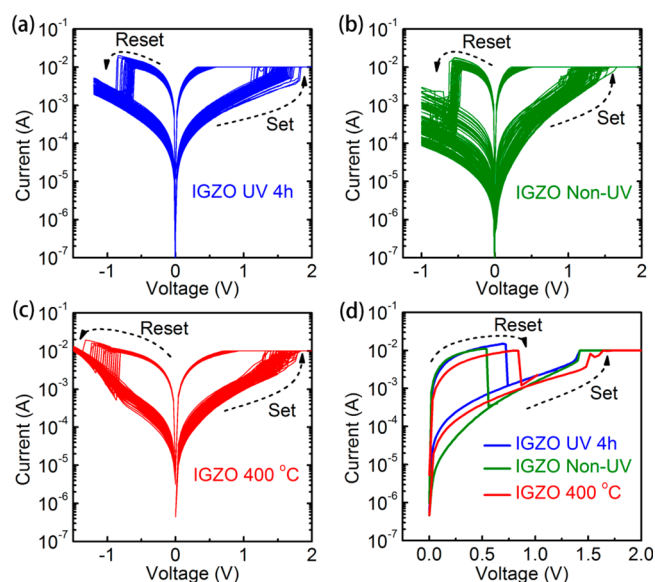 (a)
Reset
Set
IGZO UV 4h
Current (A)
10⁻¹
10⁻²
10⁻³
10⁻⁴
10⁻⁵
10⁻⁶
10⁻⁷
-1 0 1 2
Voltage (V)
(b)
Reset
Set
IGZO Non-UV
Current (A)
10⁻¹
10⁻²
10⁻³
10⁻⁴
10⁻⁵
10⁻⁶
10⁻⁷
-1 0 1 2
Voltage (V)
(c)
Reset
Set
IGZO 400 °C
Current (A)
10⁻¹
10⁻²
10⁻³
10⁻⁴
10⁻⁵
10⁻⁶
10⁻⁷
-1 0 1 2
Voltage (V)
(d)
Reset
Set
IGZO UV 4h
IGZO Non-UV
IGZO 400 °C
Current (A)
10⁻¹
10⁻²
10⁻³
10⁻⁴
10⁻⁵
10⁻⁶
10⁻⁷
0.0 0.5 1.0 1.5 2.0
Voltage (V)